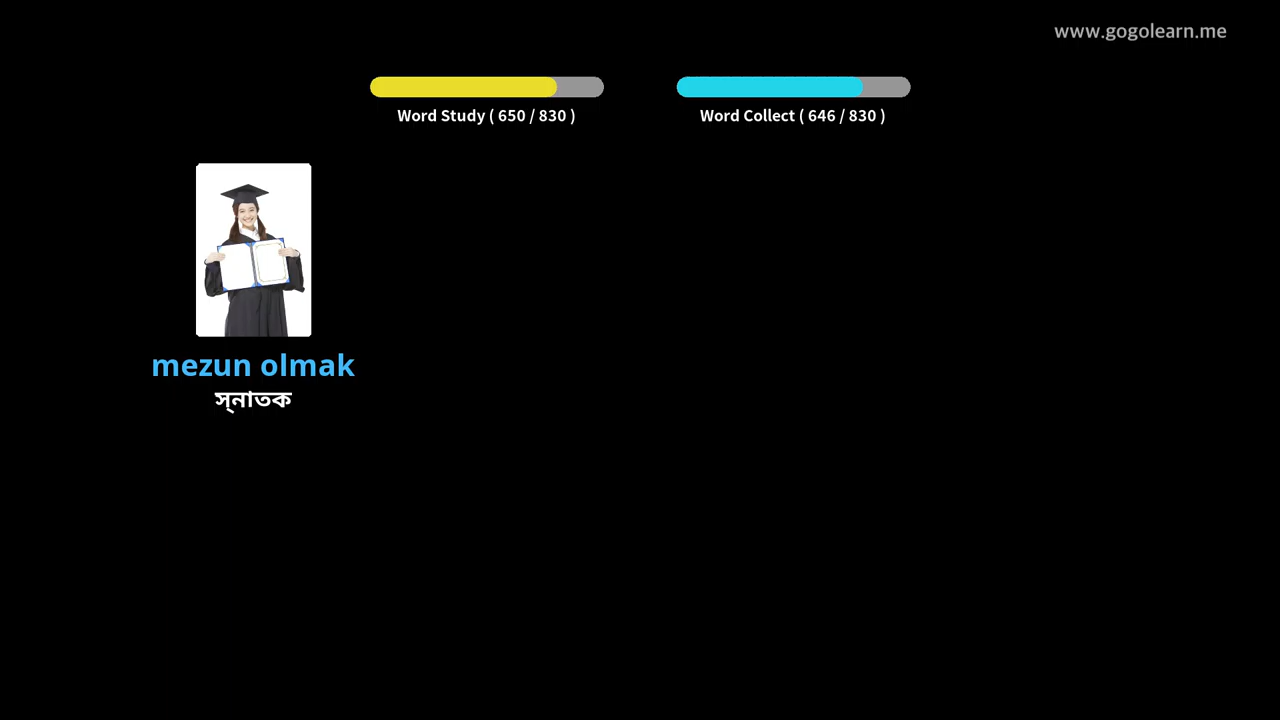 www.gogolearn.me
Word Study ( 650 / 830 )
Word Collect ( 646 / 830 )
mezun olmak
স্নাতক